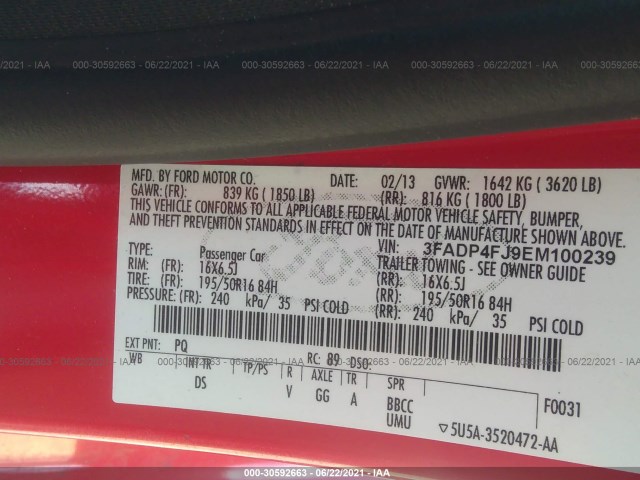 000-30592663 - 06/22/2021 - IAA 000-30592663 - 06/22/2021 - IAA 000-30592663 - 06/22/2021 - IAA
MFD. BY FORD MOTOR CO. DATE: 02/13 GVWR: 1642 KG ( 3620 LB)
GAWR: (FR): 839 KG ( 1850 LB) (RR): 816 KG ( 1800 LB)
THIS VEHICLE CONFORMS TO ALL APPLICABLE FEDERAL MOTOR VEHICLE SAFETY, BUMPER,
AND THEFT PREVENTION STANDARDS IN EFFECT ON THE DATE OF MANUFACTURE SHOWN ABOVE.
VIN: 3FADP4FJ9EM100239
TYPE: Passenger Car TRAILER TOWING - SEE OWNER GUIDE
RIM: (FR): 16X6.5J (RR): 16X6.5J
TIRE: (FR): 195/50R16 84H (RR): 195/50R16 84H
PRESSURE: (FR): 240 kPa/ 35 PSI COLD (RR): 240 kPa/ 35 PSI COLD
EXT PNT: PQ RC: 89 DSO:
WB INT TR TP/PS R AXLE TR SPR F0031
DS V GG A BBCC
UMU ▽5U5A-3520472-AA
000-30592663 - 06/22/2021 - IAA